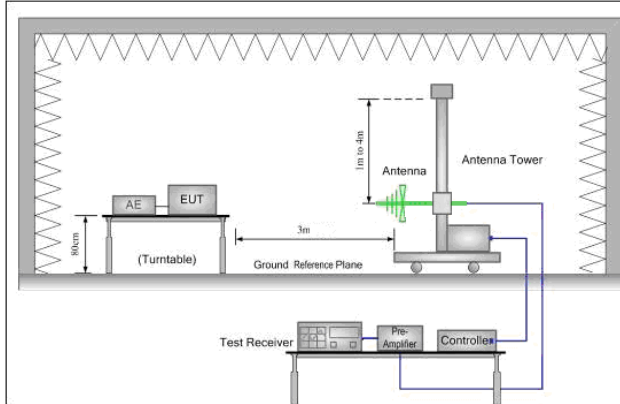 1m to 4m
Antenna
Antenna Tower
AE
EUT
80cm
(Turntable)
3m
Ground Reference Plane
Test Receiver
Pre-
Amplifier
Controller